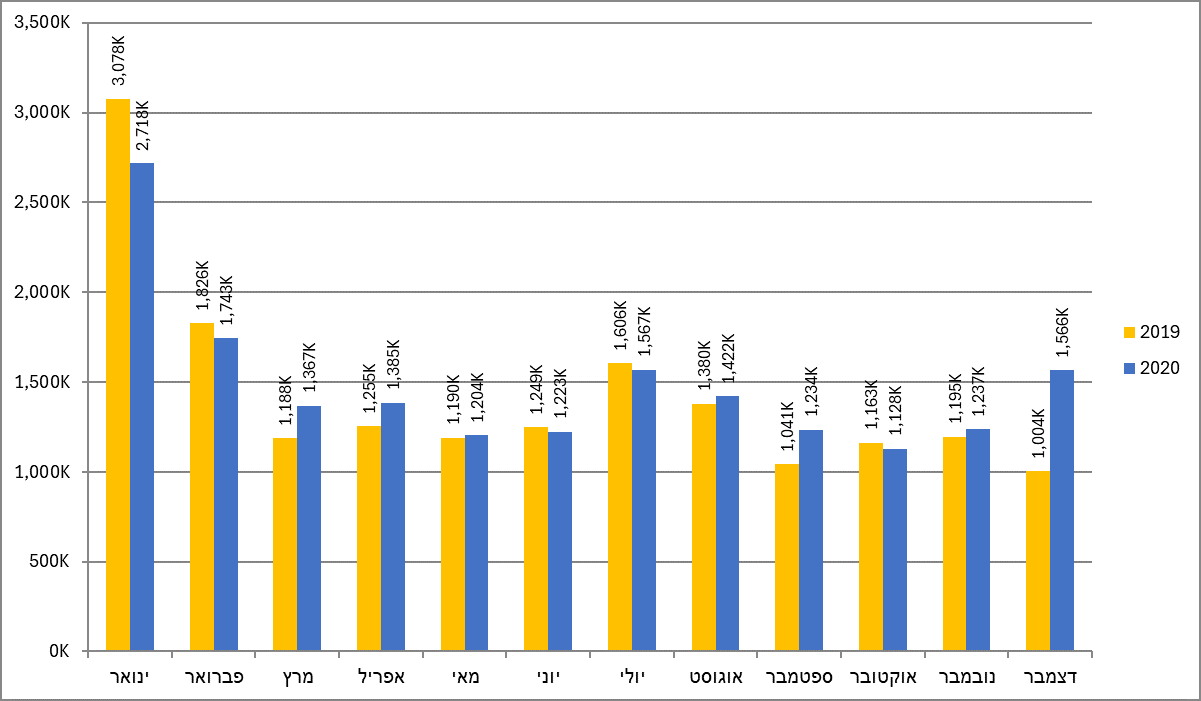 3,500K
3,000K
2,500K
2,000K
1,500K
1,000K
500K
0K
3,078K
2,718K
1,826K
1,743K
1,188K
1,367K
1,255K
1,385K
1,190K
1,204K
1,249K
1,223K
1,606K
1,567K
1,380K
1,422K
1,041K
1,234K
1,163K
1,128K
1,195K
1,237K
1,004K
1,566K
ינואר
פברואר
מרץ
אפריל
מאי
יוני
יולי
אוגוסט
ספטמבר
אוקטובר
נובמבר
דצמבר
2019
2020